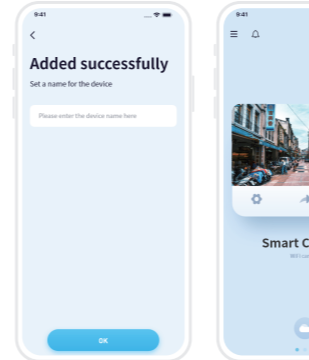 9:41
Added successfully
Set a name for the device
Please enter the device name here
OK
9:41
Smart C